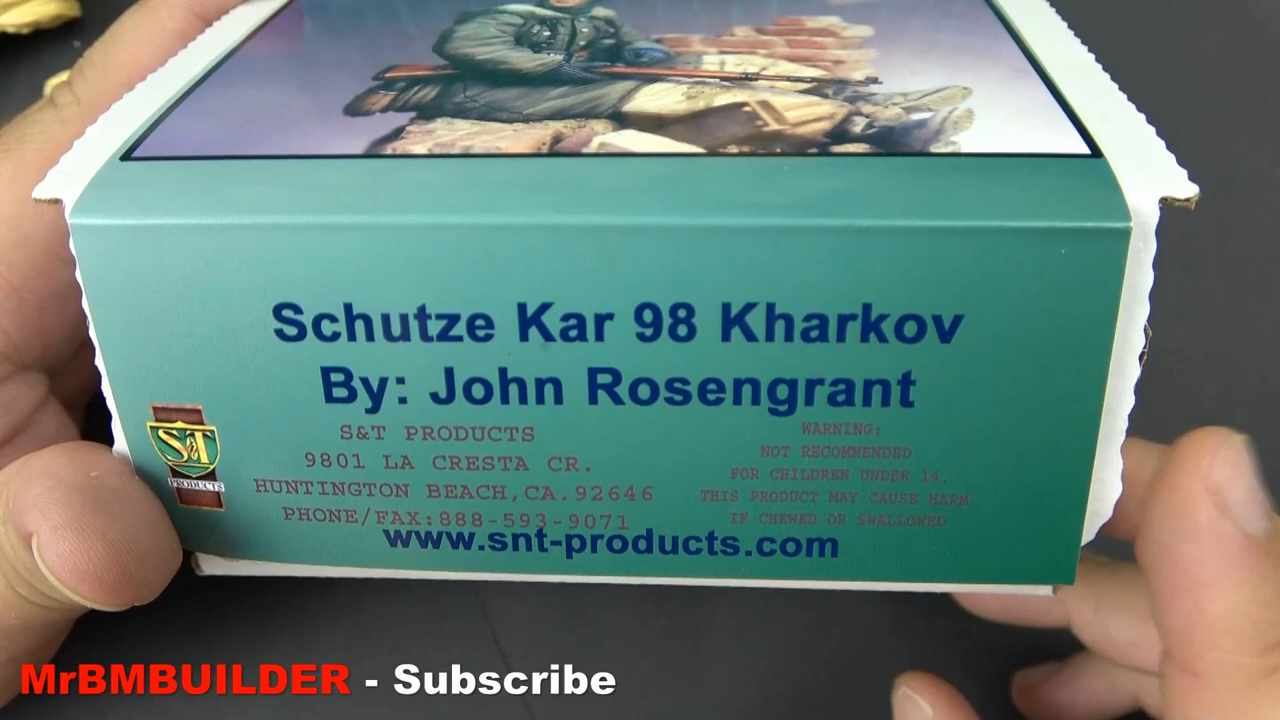 Schutze Kar 98 Kharkov
By: John Rosengrant
S&T PRODUCTS
9801 LA CRESTA CR.
HUNTINGTON BEACH,CA.92646
PHONE/FAX:888-593-9071
WARNING:
NOT RECOMMENDED
FOR CHILDREN UNDER 14.
THIS PRODUCT MAY CAUSE HARM
IF CHEWED OR SWALLOWED
www.snt-products.com
S&T
PRODUCTS
MrBMBUILDER - Subscribe